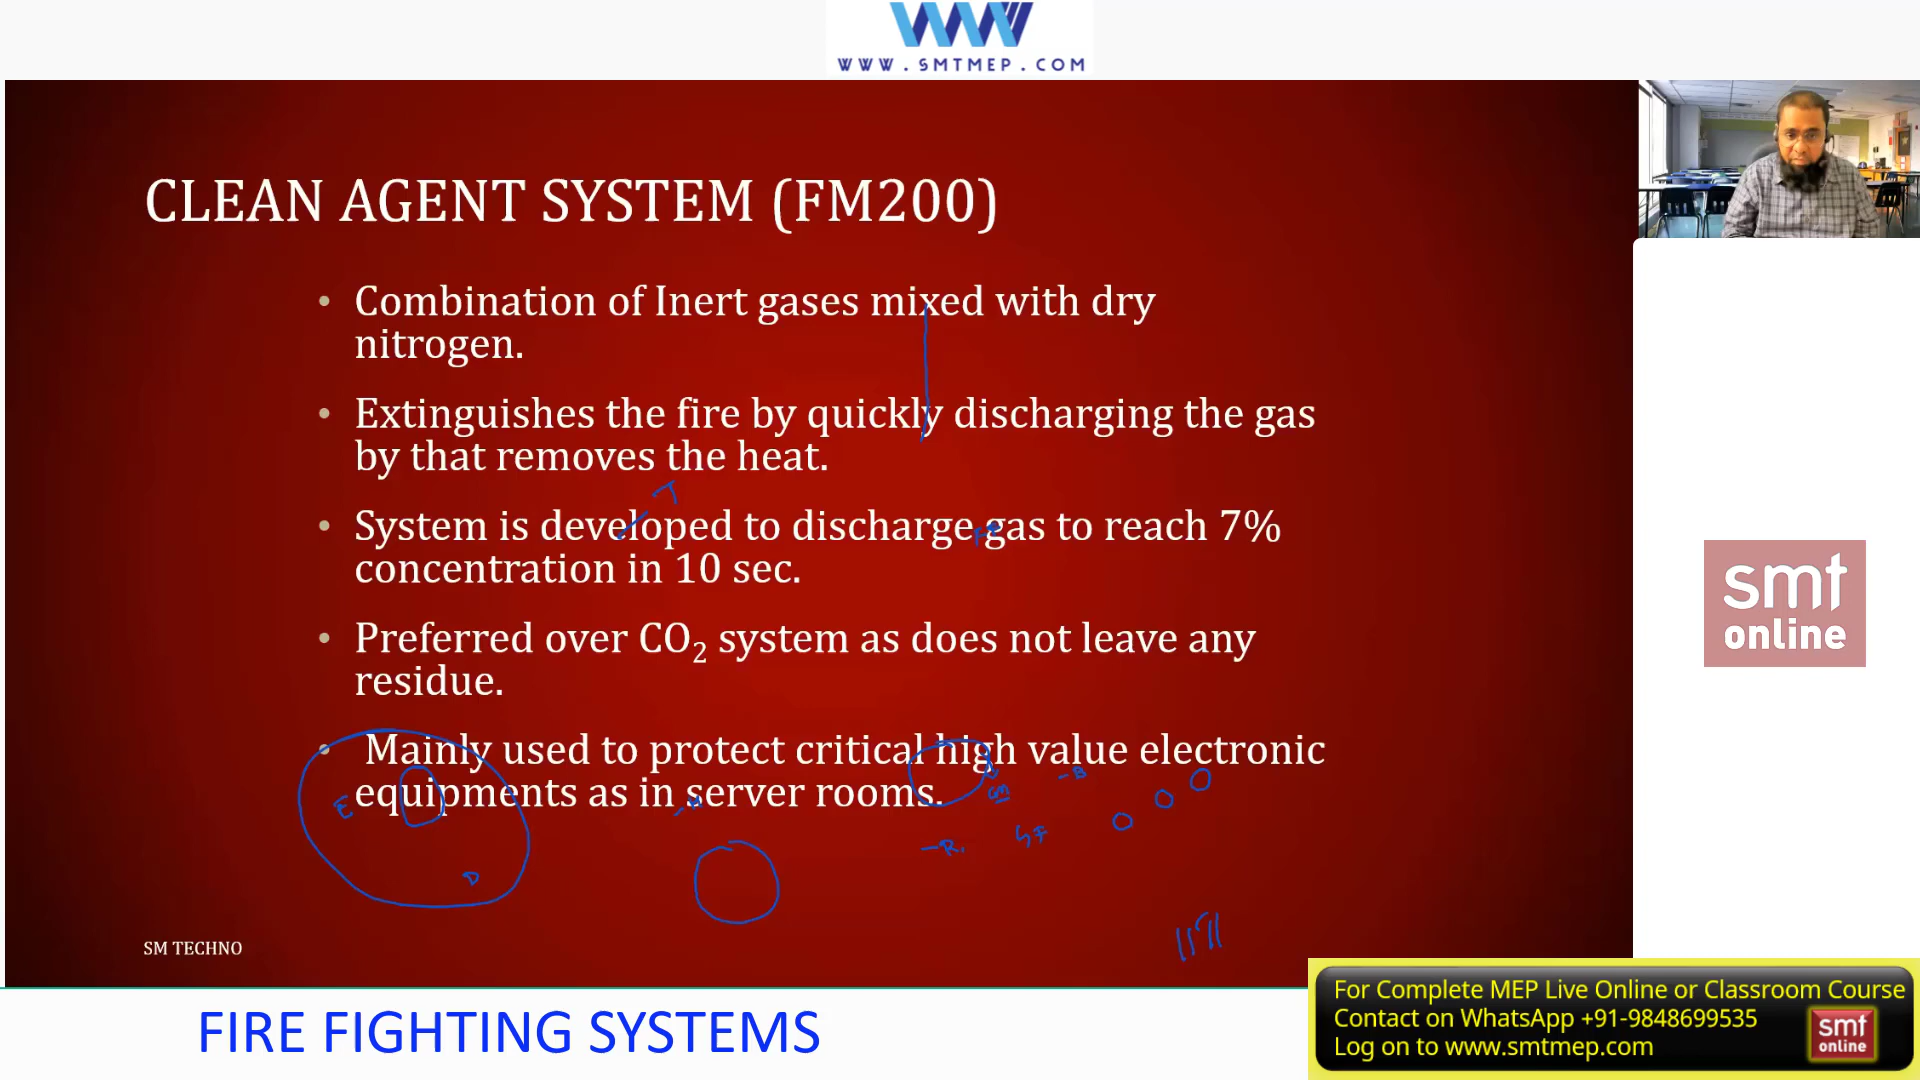 WWW.SMTMEP.COM
CLEAN AGENT SYSTEM (FM200)
• Combination of Inert gases mixed with dry
nitrogen.
• Extinguishes the fire by quickly discharging the gas
by that removes the heat.
• System is developed to discharge gas to reach 7%
concentration in 10 sec.
• Preferred over CO₂ system as does not leave any
residue.
• Mainly used to protect critical high value electronic
equipments as in server rooms.
E
D
-R.
-B
SM TECHNO
smt
online
FIRE FIGHTING SYSTEMS
For Complete MEP Live Online or Classroom Course
Contact on WhatsApp +91-9848699535
Log on to www.smtmep.com
smt
online